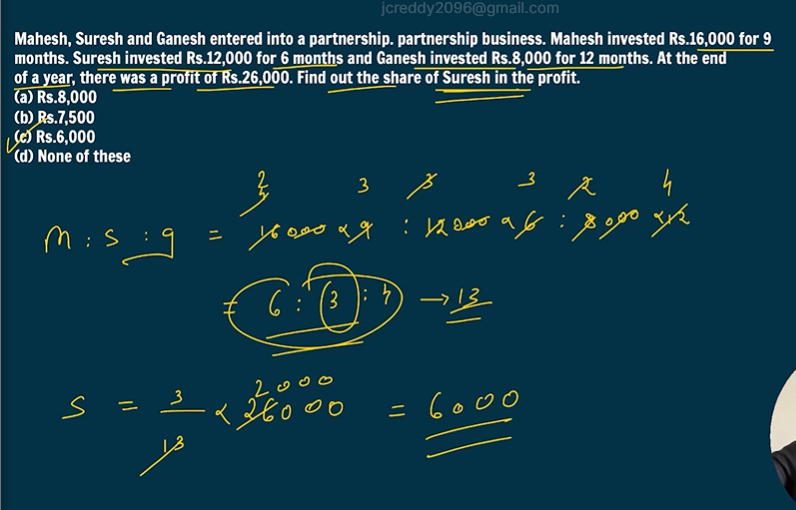 jcreddy2096@gmail.com
Mahesh, Suresh and Ganesh entered into a partnership. partnership business. Mahesh invested Rs.16,000 for 9
months. Suresh invested Rs.12,000 for 6 months and Ganesh invested Rs.8,000 for 12 months. At the end
of a year, there was a profit of Rs.26,000. Find out the share of Suresh in the profit.
(a) Rs.8,000
(b) Rs.7,500
(c) Rs.6,000
(d) None of these
2
4 3 3 3 2 4
M : S : g = 16000 x 9 : 12000 x 6 : 8000 x 12
= 6 : 3 : 4 → 13
2000
S = 3/13 x 26000 = 6000